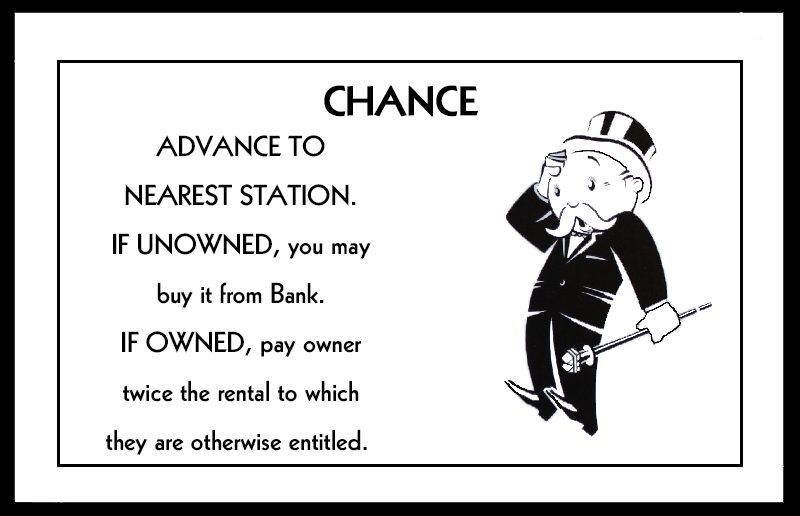 CHANCE
ADVANCE TO
NEAREST STATION.
IF UNOWNED, you may
buy it from Bank.
IF OWNED, pay owner
twice the rental to which
they are otherwise entitled.